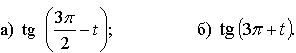 а) tg (3π/2 − t); б) tg(3π + t).